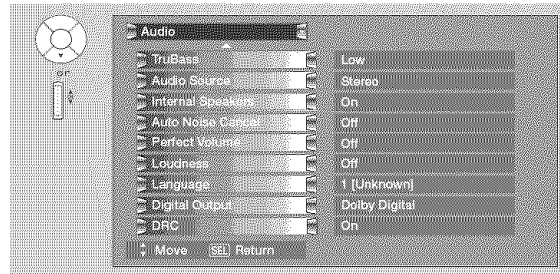 or
Audio
TruBass Low
Audio Source Stereo
Internal Speakers On
Auto Noise Cancel Off
Perfect Volume Off
Loudness Off
Language 1 [Unknown]
Digital Output Dolby Digital
DRC On
Move SEL Return